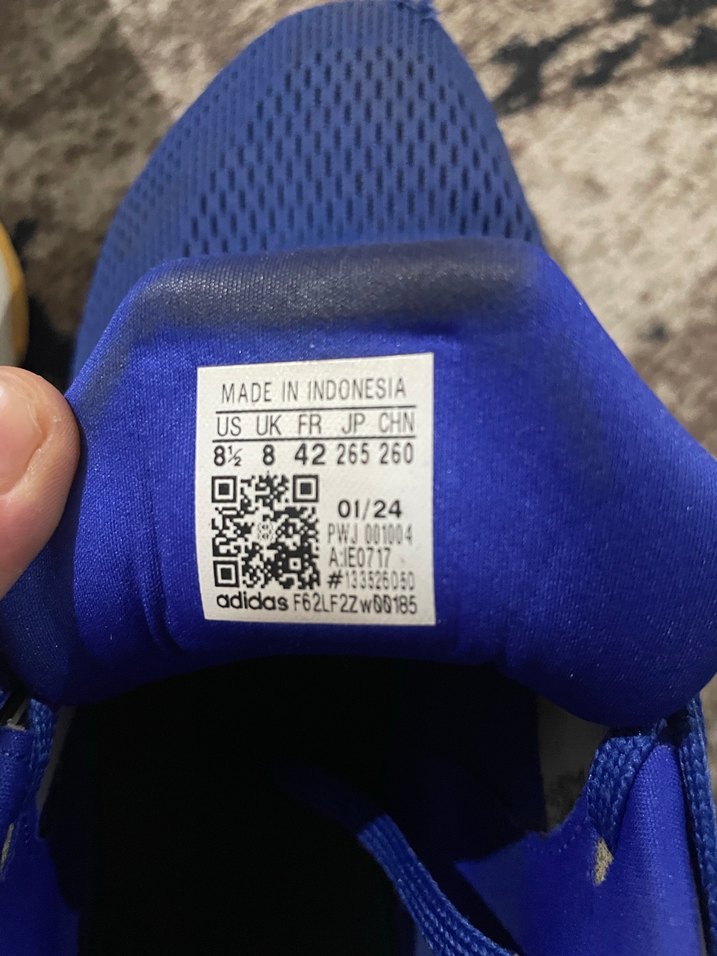 MADE IN INDONESIA
US UK FR JP CHN
8½ 8 42 265 260
01/24
PWJ 001004
A:IE0717
#133526050
adidas F62LF2Zw00185